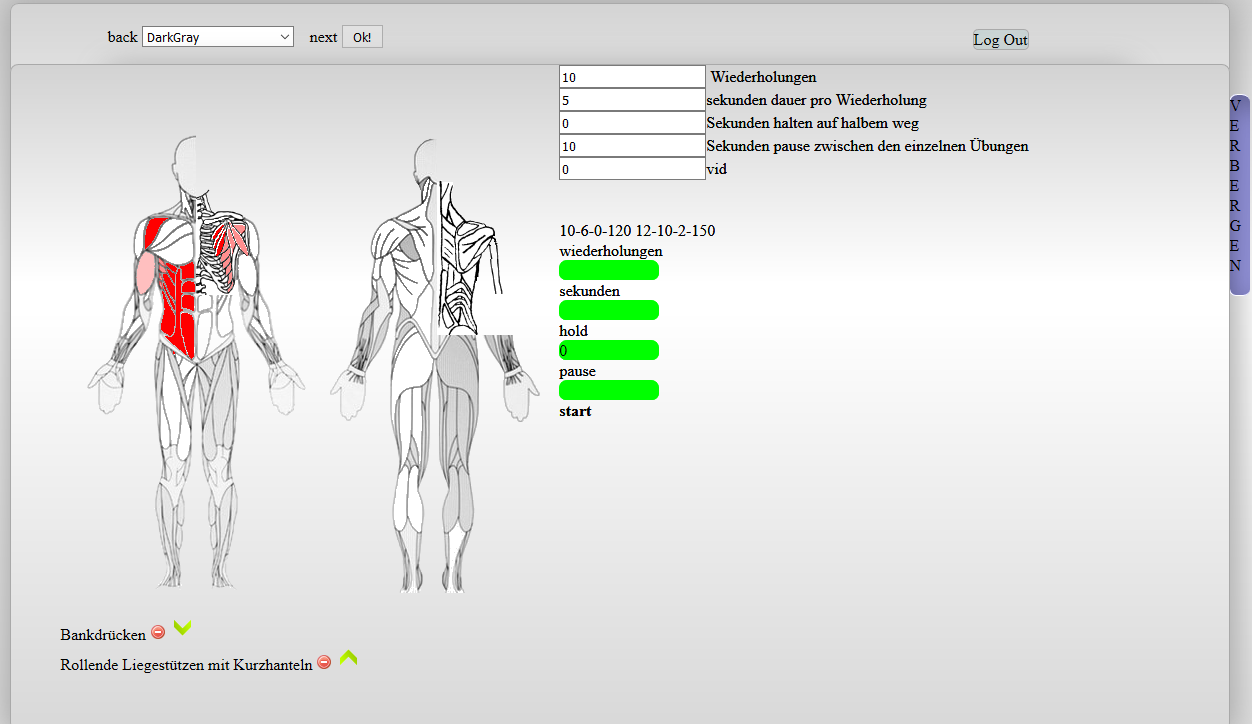 back DarkGray next Ok! Log Out
10 Wiederholungen
5 sekunden dauer pro Wiederholung
0 Sekunden halten auf halbem weg
10 Sekunden pause zwischen den einzelnen Übungen
0 vid
10-6-0-120 12-10-2-150
wiederholungen
sekunden
hold
0
pause
start
Bankdrücken
Rollende Liegestützen mit Kurzhanteln
V
E
R
B
E
R
G
E
N